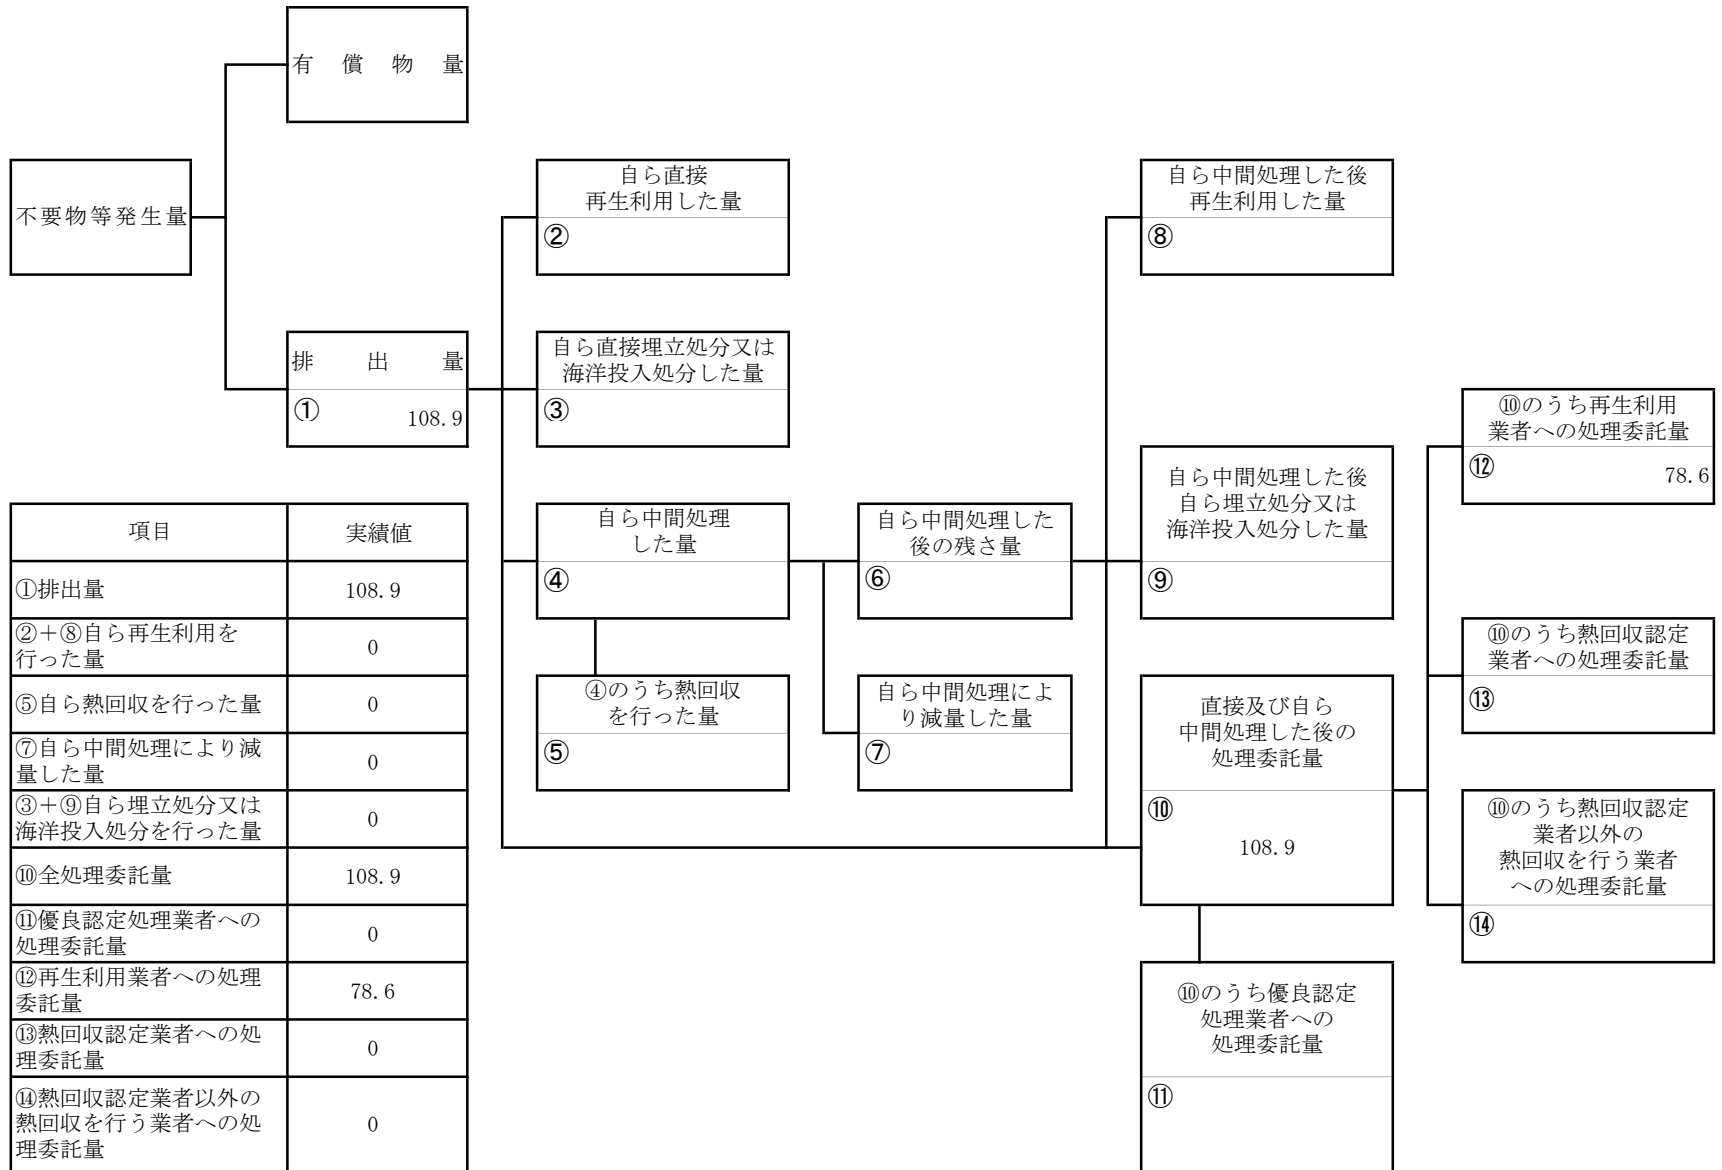 有償物量
不要物等発生量
排出量
①
108.9
自ら直接
再生利用した量
②
自ら直接埋立処分又は
海洋投入処分した量
③
自ら中間処理
した量
④
④のうち熱回収
を行った量
⑤
自ら中間処理した
後の残さ量
⑥
自ら中間処理によ
り減量した量
⑦
自ら中間処理した後
再生利用した量
⑧
自ら中間処理した後
自ら埋立処分又は
海洋投入処分した量
⑨
直接及び自ら
中間処理した後の
処理委託量
⑩
108.9
⑩のうち優良認定
処理業者への
処理委託量
⑪
⑩のうち再生利用
業者への処理委託量
⑫
78.6
⑩のうち熱回収認定
業者への処理委託量
⑬
⑩のうち熱回収認定
業者以外の
熱回収を行う業者
への処理委託量
⑭
項目 実績値
①排出量 108.9
②+⑧自ら再生利用を
行った量
0
⑤自ら熱回収を行った量 0
⑦自ら中間処理により減
量した量
0
③+⑨自ら埋立処分又は
海洋投入処分を行った量
0
⑩全処理委託量 108.9
⑪優良認定処理業者への
処理委託量
0
⑫再生利用業者への処理
委託量
78.6
⑬熱回収認定業者への処
理委託量
0
⑭熱回収認定業者以外の
熱回収を行う業者への処
理委託量
0